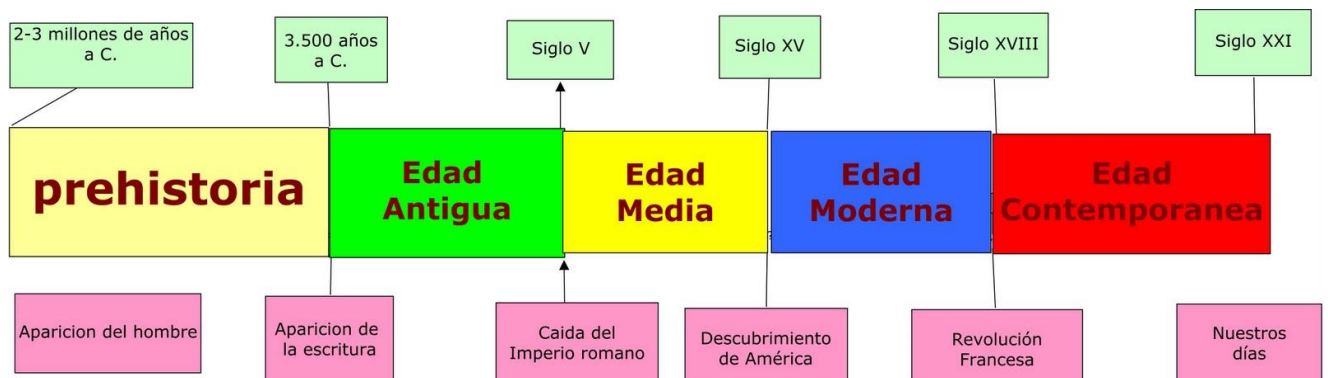 2-3 millones de años
a C.
3.500 años
a C.
Siglo V
Siglo XV
Siglo XVIII
Siglo XXI
prehistoria
Edad
Antigua
Edad
Media
Edad
Moderna
Edad
Contemporanea
Aparicion del hombre
Aparicion de
la escritura
Caida del
Imperio romano
Descubrimiento
de América
Revolución
Francesa
Nuestros
días